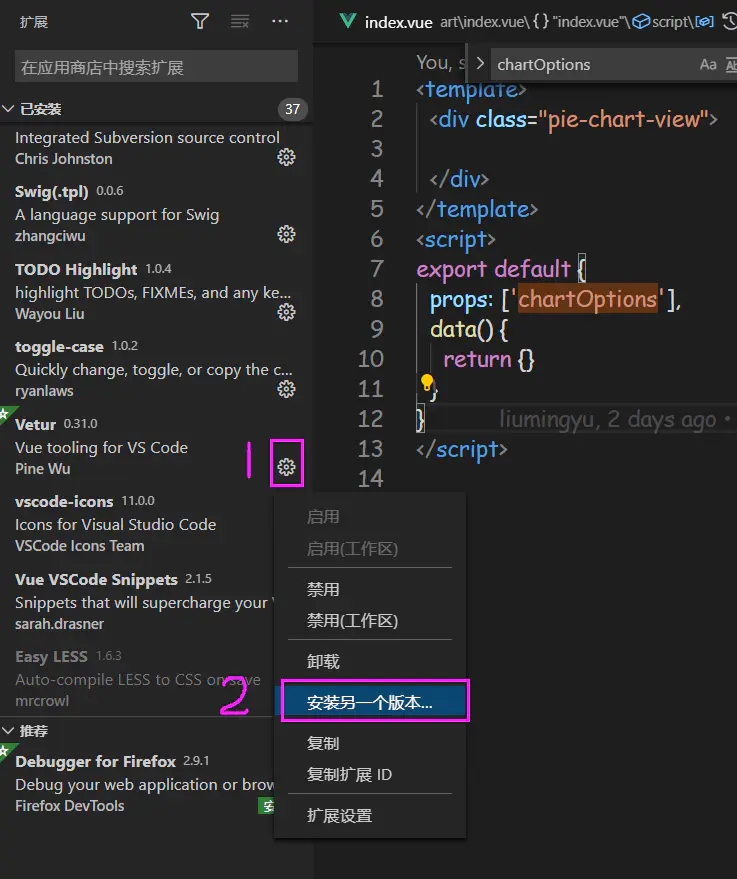 扩展
在应用商店中搜索扩展
已安装
37
Integrated Subversion source control
Chris Johnston
Swig(.tpl) 0.0.6
A language support for Swig
zhangciwu
TODO Highlight 1.0.4
highlight TODOs, FIXMEs, and any ke...
Wayou Liu
toggle-case 1.0.2
Quickly change, toggle, or copy the c...
ryanlaws
Vetur 0.31.0
Vue tooling for VS Code
Pine Wu
1
vscode-icons 11.0.0
Icons for Visual Studio Code
VSCode Icons Team
Vue VSCode Snippets 2.1.5
Snippets that will supercharge your
sarah.drasner
Easy LESS 1.6.3
Auto-compile LESS to CSS on save
mrcrowl
2
推荐
Debugger for Firefox 2.9.1
Debug your web application or brow
Firefox DevTools
启用
启用(工作区)
禁用
禁用(工作区)
卸载
安装另一个版本...
复制
复制扩展 ID
扩展设置
index.vue art\index.vue\ {} "index.vue"\ script\
You, s
chartOptions Aa Ab
1 <template>
2 <div class="pie-chart-view">
3
4 </div>
5 </template>
6 <script>
7 export default {
8 props: ['chartOptions'],
9 data() {
10 return {}
11 }
12 } liumingyu, 2 days ago •
13 </script>
14